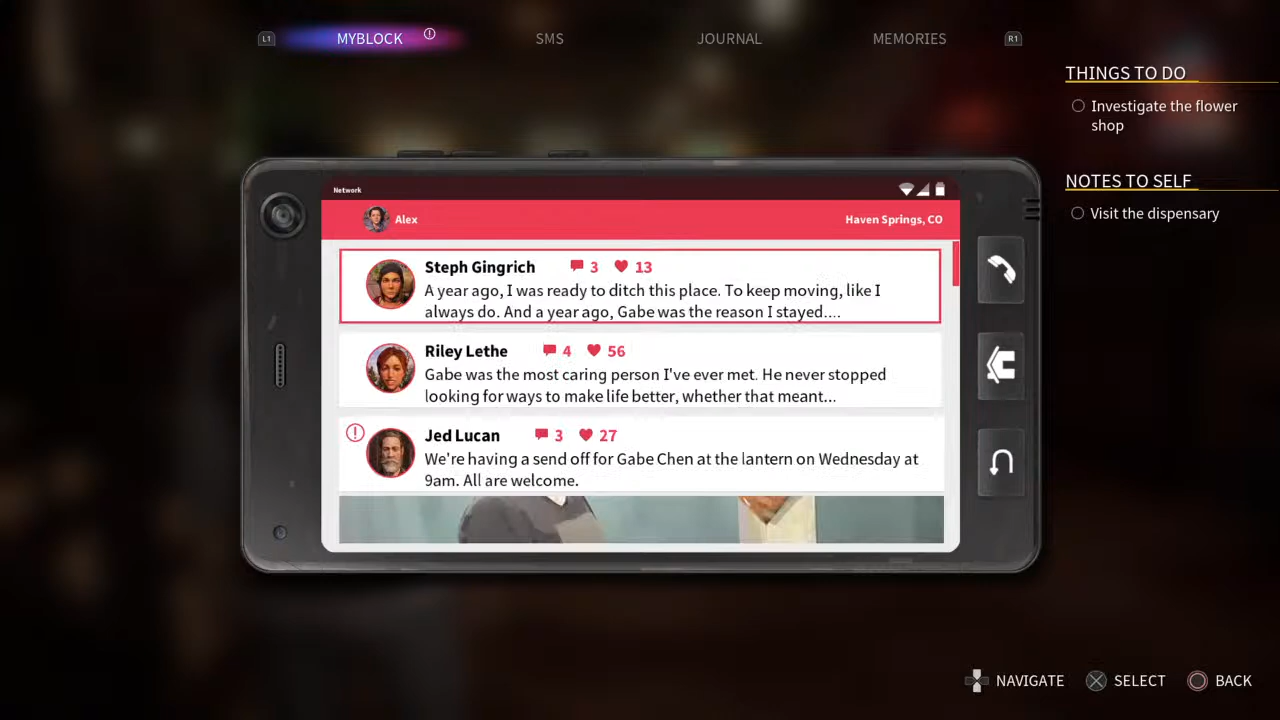 L1
MYBLOCK
SMS
JOURNAL
MEMORIES
R1
THINGS TO DO
Investigate the flower
shop
NOTES TO SELF
Visit the dispensary
Network
Alex
Haven Springs, CO
Steph Gingrich 3 13
A year ago, I was ready to ditch this place. To keep moving, like I
always do. And a year ago, Gabe was the reason I stayed....
Riley Lethe 4 56
Gabe was the most caring person I've ever met. He never stopped
looking for ways to make life better, whether that meant...
Jed Lucan 3 27
We're having a send off for Gabe Chen at the lantern on Wednesday at
9am. All are welcome.
NAVIGATE
SELECT
BACK